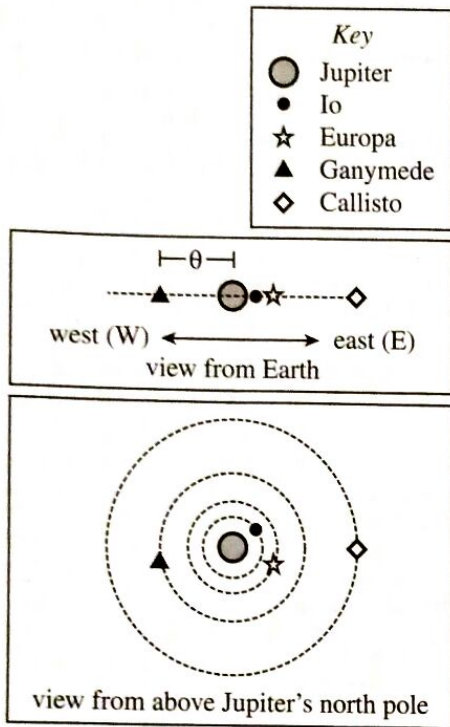 Key
Jupiter
Io
Europa
Ganymede
Callisto
θ
west (W) east (E)
view from Earth
view from above Jupiter's north pole